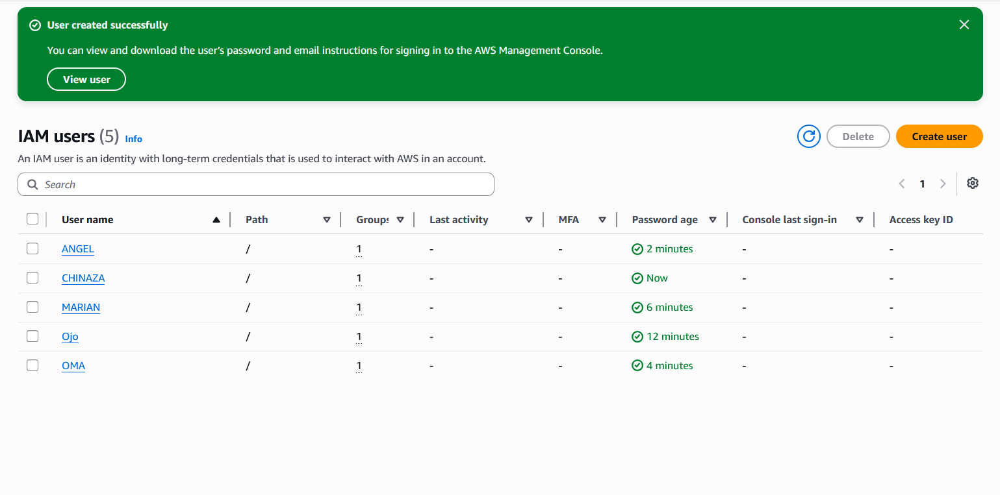 User created successfully
You can view and download the user's password and email instructions for signing in to the AWS Management Console.
View user
IAM users (5) Info
Delete
Create user
An IAM user is an identity with long-term credentials that is used to interact with AWS in an account.
Search
1
User name Path Groups Last activity MFA Password age Console last sign-in Access key ID
ANGEL / 1 - - 2 minutes - -
CHINAZA / 1 - - Now - -
MARIAN / 1 - - 6 minutes - -
Ojo / 1 - - 12 minutes - -
OMA / 1 - - 4 minutes - -